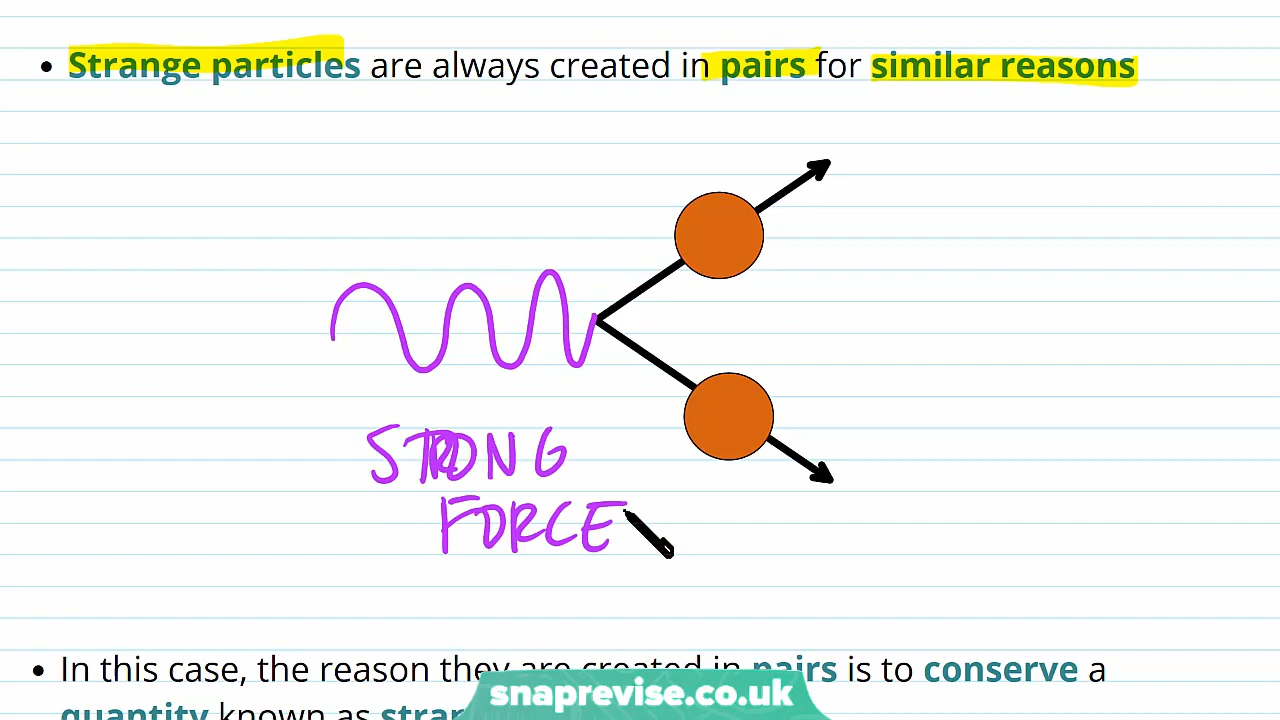 • Strange particles are always created in pairs for similar reasons
STRONG
FORCE
• In this case, the reason they are created in pairs is to conserve a
quantity known as
snaprevise.co.uk